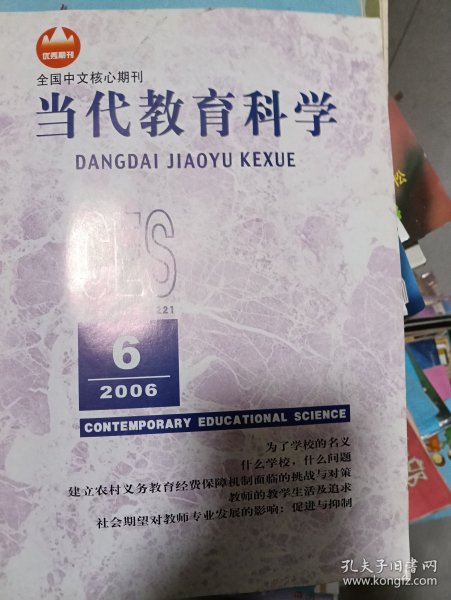 优秀期刊
全国中文核心期刊
当代教育科学
DANGDAI JIAOYU KEXUE
CES
221
6
2006
CONTEMPORARY EDUCATIONAL SCIENCE
为了学校的名义
什么学校，什么问题
建立农村义务教育经费保障机制面临的挑战与对策
教师的教学生活及追求
社会期望对教师专业发展的影响：促进与抑制
孔夫子旧书网
www.kongfz.com